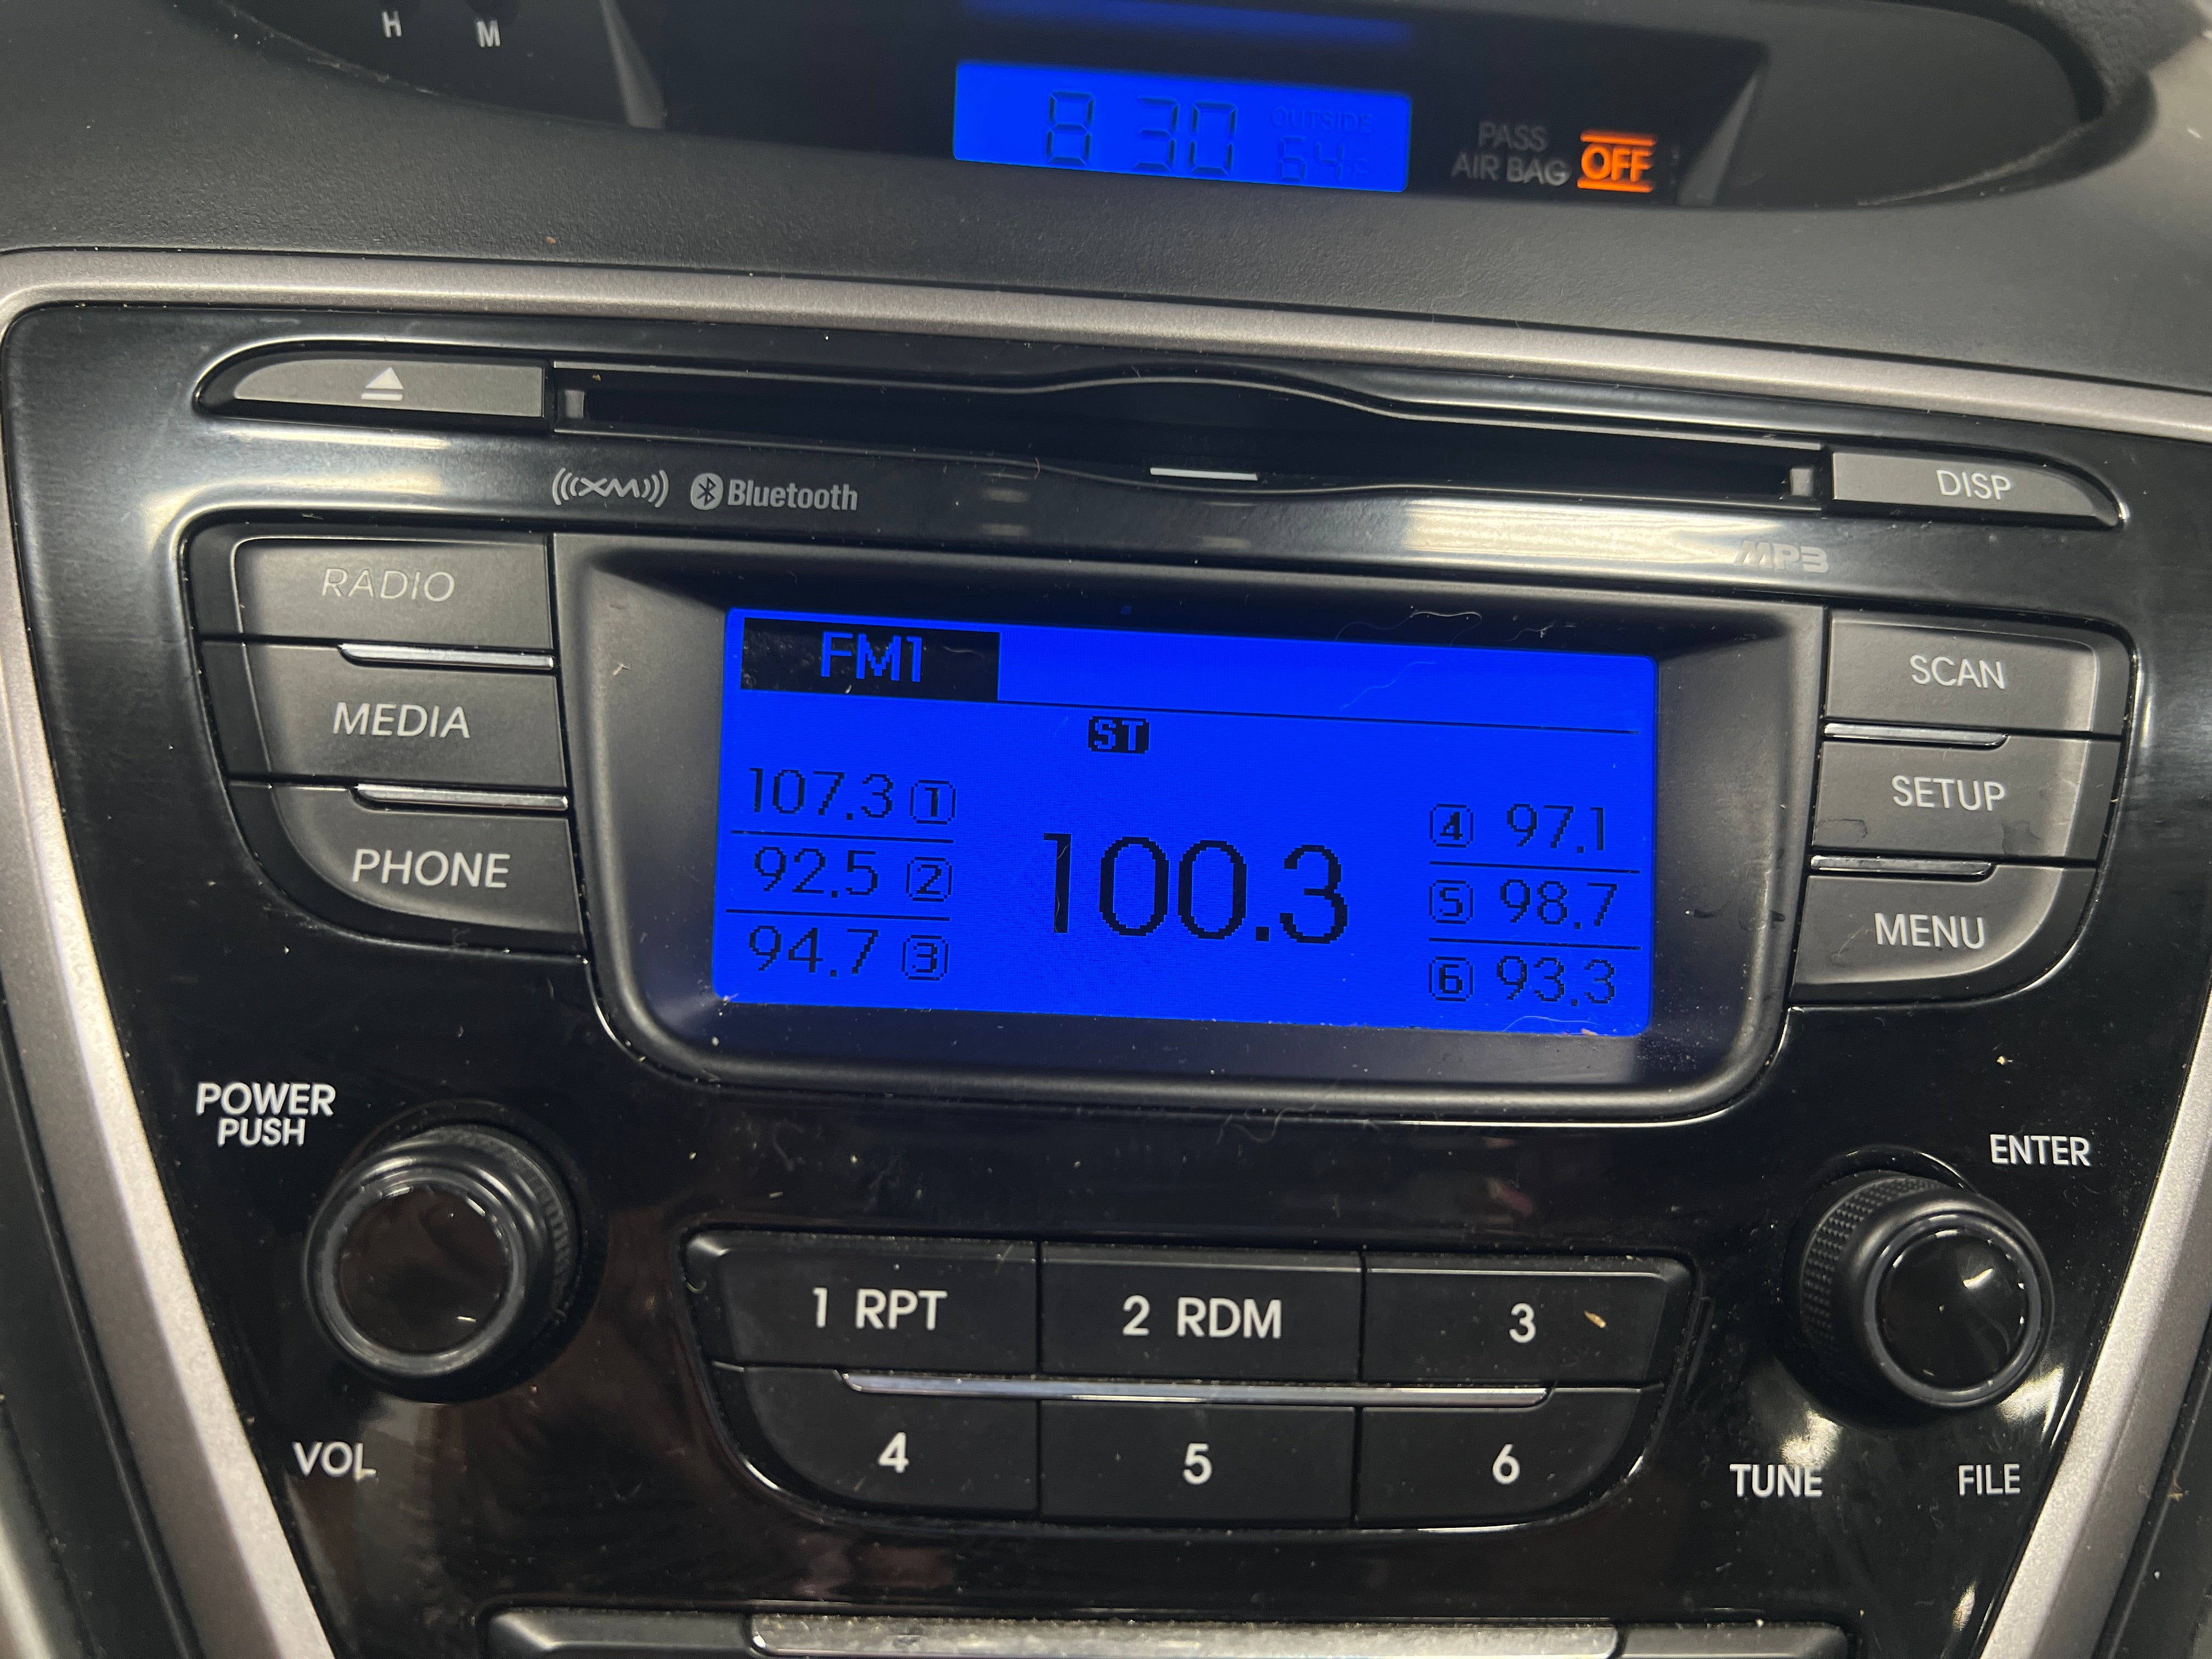 H M
8 30 OUTSIDE
64°F
PASS
AIR BAG OFF
XM Bluetooth
DISP
MP3
RADIO
MEDIA
PHONE
FM1
ST
107.3 1
92.5 2
94.7 3
100.3
4 97.1
5 98.7
6 93.3
SCAN
SETUP
MENU
POWER
PUSH
VOL
1 RPT 2 RDM 3
4 5 6
ENTER
TUNE FILE